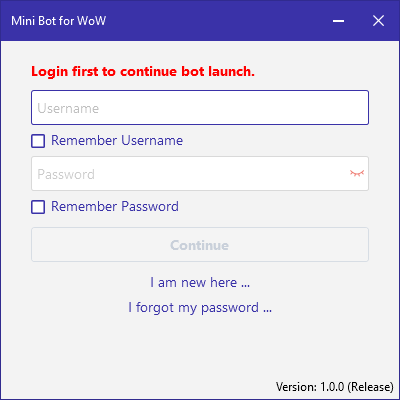 Mini Bot for WoW
Login first to continue bot launch.
Username
Remember Username
Password
Remember Password
Continue
I am new here ...
I forgot my password ...
Version: 1.0.0 (Release)